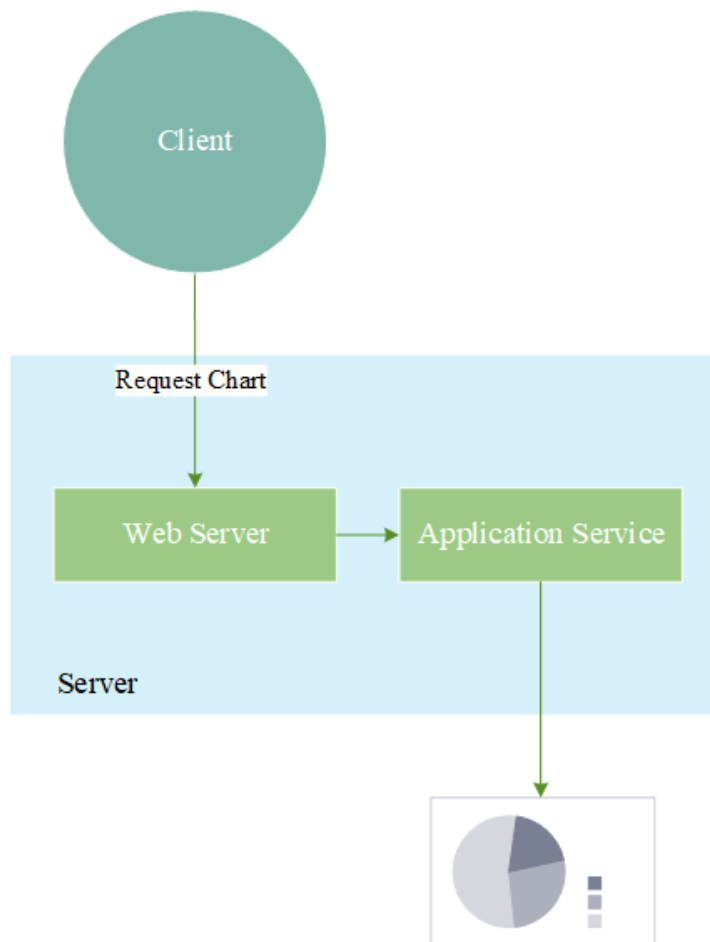 Client
Request Chart
Web Server
Application Service
Server